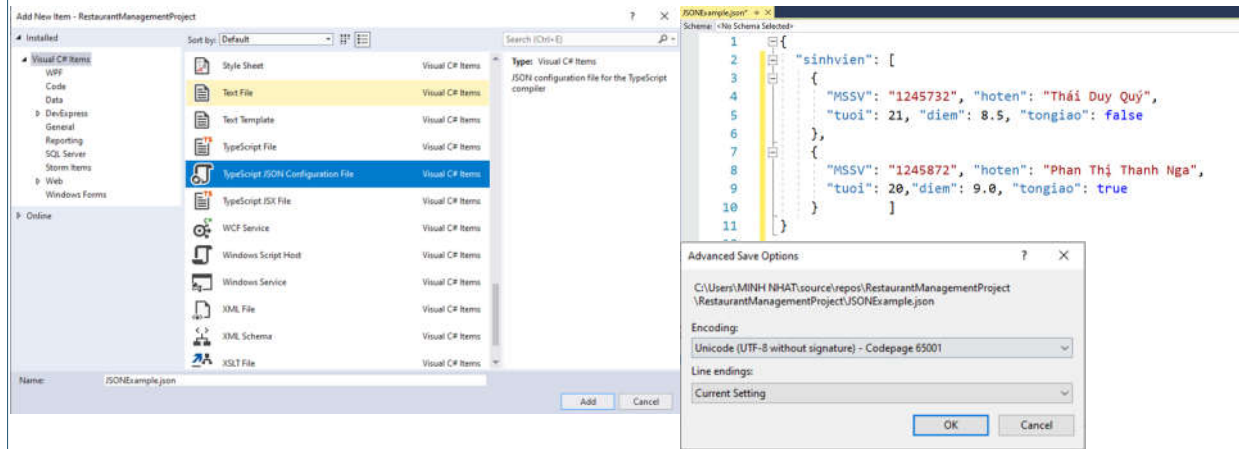 Add New Item - RestaurantManagementProject
? ×
Installed
Sort by: Default
Search (Ctrl+E)
Visual C# Items
WPF
Code
Data
DevExpress
General
Reporting
SQL Server
Storm Items
Web
Windows Forms
Online
Style Sheet Visual C# Items
Text File Visual C# Items
Text Template Visual C# Items
TypeScript File Visual C# Items
TypeScript JSON Configuration File Visual C# Items
TypeScript JSX File Visual C# Items
WCF Service Visual C# Items
Windows Script Host Visual C# Items
Windows Service Visual C# Items
XML File Visual C# Items
XML Schema Visual C# Items
XSLT File Visual C# Items
Type: Visual C# Items
JSON configuration file for the TypeScript
compiler
Name: JSONExample.json
Add Cancel
JSONExample.json*
Schema: <No Schema Selected>
1 {
2 "sinhvien": [
3 {
4 "MSSV": "1245732", "hoten": "Thái Duy Quý",
5 "tuoi": 21, "diem": 8.5, "tongiao": false
6 },
7 {
8 "MSSV": "1245872", "hoten": "Phan Thị Thanh Nga",
9 "tuoi": 20,"diem": 9.0, "tongiao": true
10 } ]
11 }
Advanced Save Options ? ×
C:\Users\MINH NHAT\source\repos\RestaurantManagementProject
\RestaurantManagementProject\JSONExample.json
Encoding:
Unicode (UTF-8 without signature) - Codepage 65001
Line endings:
Current Setting
OK Cancel